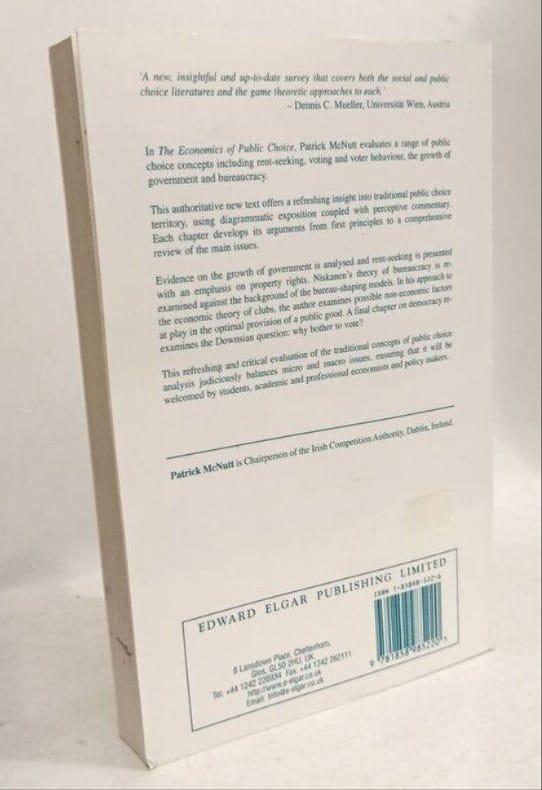 'A new, insightful and up-to-date survey that covers both the social and public
choice literatures and the game theoretic approaches to each.'
– Dennis C. Mueller, Universität Wien, Austria
In The Economics of Public Choice, Patrick McNutt evaluates a range of public
choice concepts including rent-seeking, voting and voter behaviour, the growth of
government and bureaucracy.
This authoritative new text offers a refreshing insight into traditional public choice
territory, using diagrammatic exposition coupled with perceptive commentary.
Each chapter develops its arguments from first principles to a comprehensive
review of the main issues.
Evidence on the growth of government is analysed and rent-seeking is presented
with an emphasis on property rights. Niskanen's theory of bureaucracy is re-
examined against the background of the bureau-shaping models. In his approach to
the economic theory of clubs, the author examines possible non-economic factors
at play in the optimal provision of a public good. A final chapter on democracy re-
examines the Downsian question: why bother to vote?
This refreshing and critical evaluation of the traditional concepts of public choice
analysis judiciously balances micro and macro issues, ensuring that it will be
welcomed by students, academic and professional economists and policy makers.
Patrick McNutt is Chairperson of the Irish Competition Authority, Dublin, Ireland.
EDWARD ELGAR PUBLISHING LIMITED
8 Lansdown Place, Cheltenham,
Glos, GL50 2HU, UK
Tel: +44 1242 226934 Fax: +44 1242 262111
http://www.e-elgar.co.uk
Email: info@e-elgar.co.uk
ISBN 1-85898-522-6
9 781858 985220